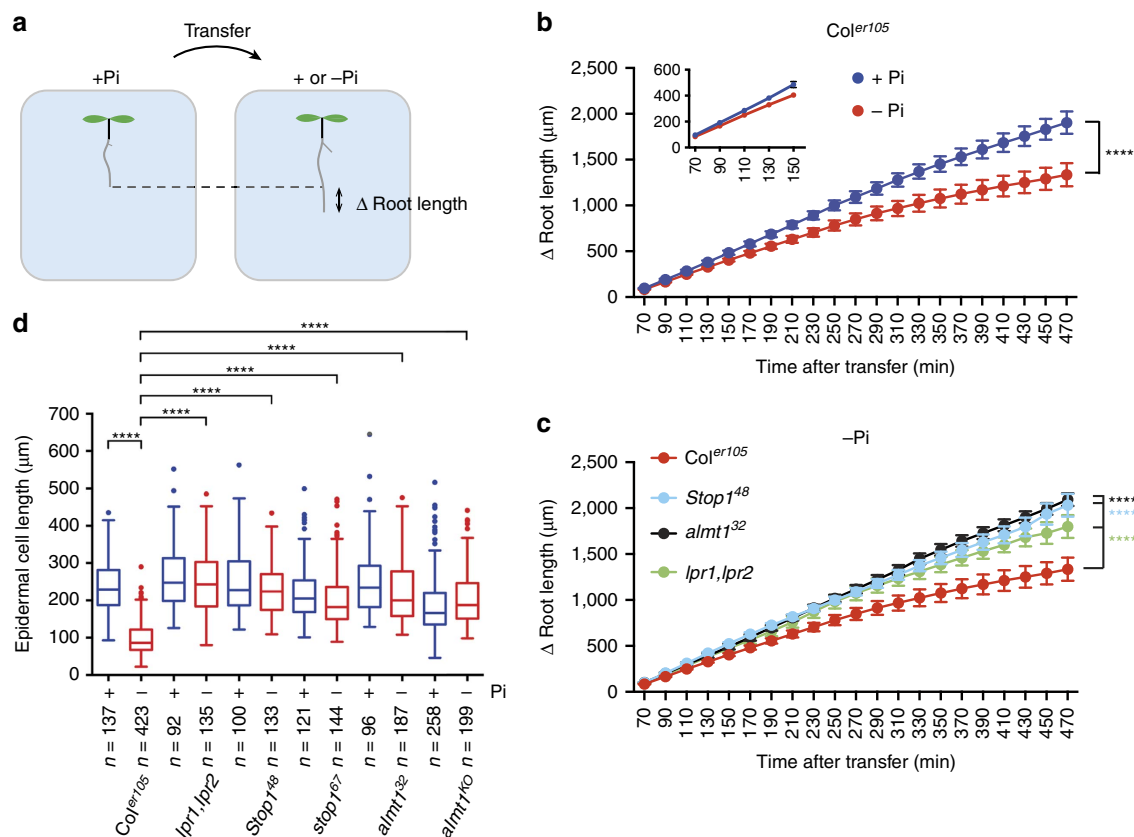 a
Transfer
+Pi
+ or –Pi
Δ Root length
b
Col^er105
2,500
2,000
1,500
1,000
500
0
Δ Root length (μm)
600
400
200
0
70 90 110 130 150
+ Pi
– Pi
****
70 90 110 130 150 170 190 210 230 250 270 290 310 330 350 370 390 410 430 450 470
Time after transfer (min)
d
****
****
****
****
****
****
700
600
500
400
300
200
100
0
Epidermal cell length (μm)
+ – + – + – + – + – + – Pi
n = 137 n = 423 n = 92 n = 135 n = 100 n = 133 n = 121 n = 144 n = 96 n = 187 n = 258 n = 199
Col^er105 lpr1,lpr2 Stop1^48 stop1^67 almt1^32 almt1^KO
c
–Pi
Col^er105
Stop1^48
almt1^32
lpr1,lpr2
2,500
2,000
1,500
1,000
500
0
Δ Root length (μm)
****
****
****
70 90 110 130 150 170 190 210 230 250 270 290 310 330 350 370 390 410 430 450 470
Time after transfer (min)